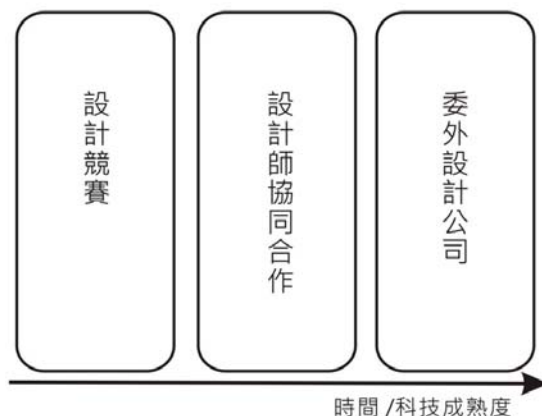 設計競賽
設計師協同合作
委外設計公司
時間 /科技成熟度